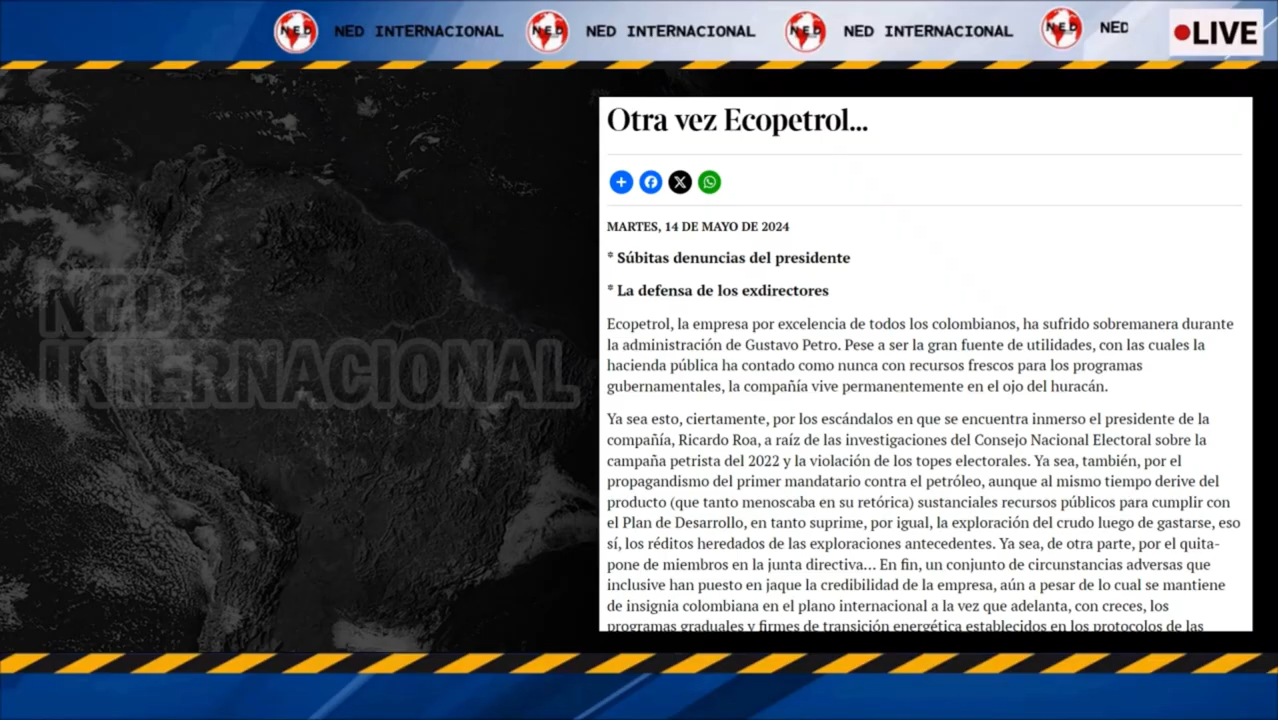 NED INTERNACIONAL NED INTERNACIONAL NED INTERNACIONAL NED
LIVE
NED
INTERNACIONAL
Otra vez Ecopetrol...
MARTES, 14 DE MAYO DE 2024
* Súbitas denuncias del presidente
* La defensa de los exdirectores
Ecopetrol, la empresa por excelencia de todos los colombianos, ha sufrido sobremanera durante
la administración de Gustavo Petro. Pese a ser la gran fuente de utilidades, con las cuales la
hacienda pública ha contado como nunca con recursos frescos para los programas
gubernamentales, la compañía vive permanentemente en el ojo del huracán.
Ya sea esto, ciertamente, por los escándalos en que se encuentra inmerso el presidente de la
compañía, Ricardo Roa, a raíz de las investigaciones del Consejo Nacional Electoral sobre la
campaña petrista del 2022 y la violación de los topes electorales. Ya sea, también, por el
propagandismo del primer mandatario contra el petróleo, aunque al mismo tiempo derive del
producto (que tanto menoscaba en su retórica) sustanciales recursos públicos para cumplir con
el Plan de Desarrollo, en tanto suprime, por igual, la exploración del crudo luego de gastarse, eso
sí, los réditos heredados de las exploraciones antecedentes. Ya sea, de otra parte, por el quita-
pone de miembros en la junta directiva... En fin, un conjunto de circunstancias adversas que
inclusive han puesto en jaque la credibilidad de la empresa, aún a pesar de lo cual se mantiene
de insignia colombiana en el plano internacional a la vez que adelanta, con creces, los
programas graduales y firmes de transición energética establecidos en los protocolos de las